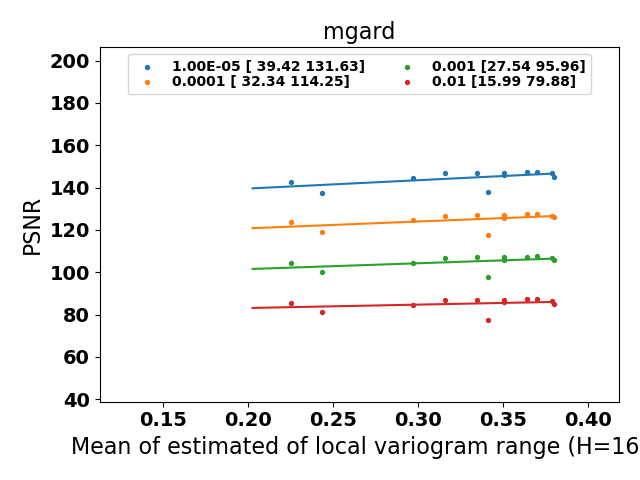 mgard
1.00E-05 [ 39.42 131.63]
0.0001 [ 32.34 114.25]
0.001 [27.54 95.96]
0.01 [15.99 79.88]
PSNR
200
180
160
140
120
100
80
60
40
0.15 0.20 0.25 0.30 0.35 0.40
Mean of estimated of local variogram range (H=16